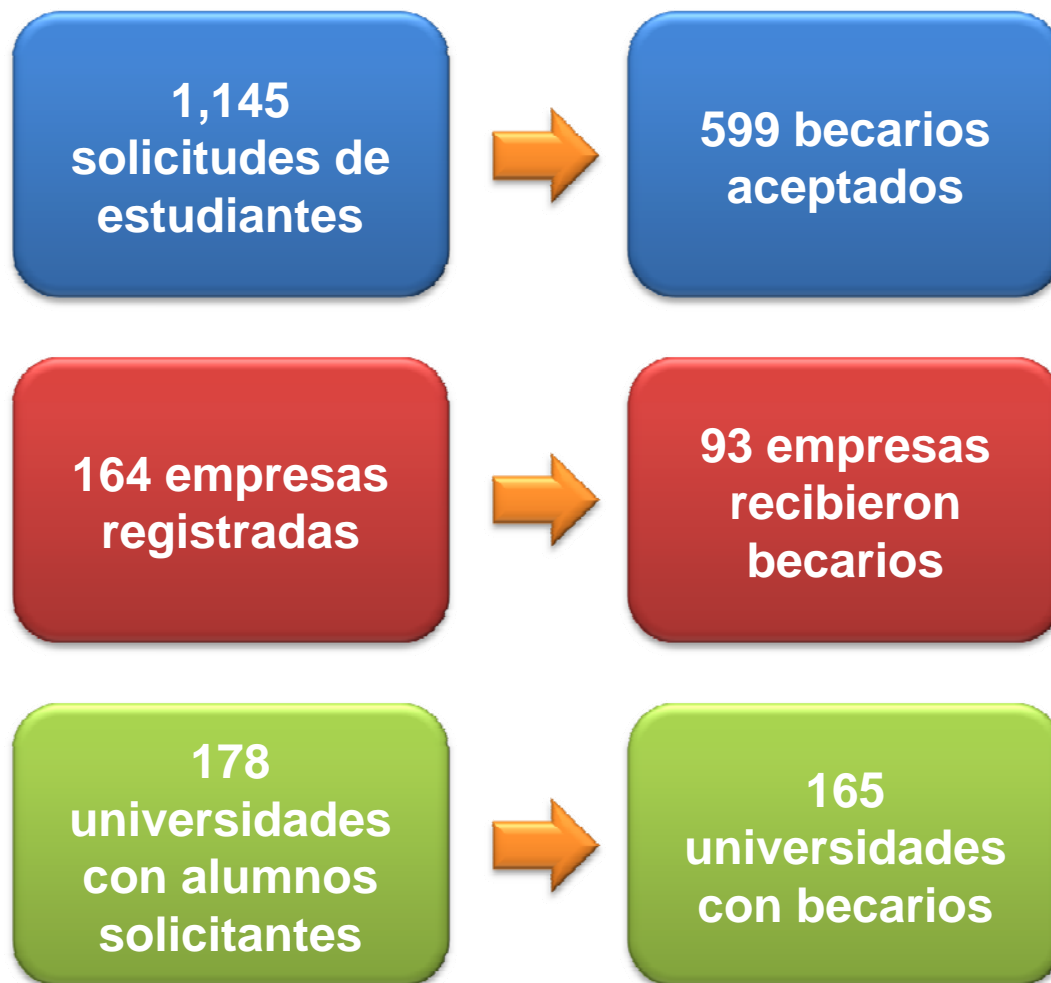 1,145
solicitudes de
estudiantes
599 becarios
aceptados
164 empresas
registradas
93 empresas
recibieron
becarios
178
universidades
con alumnos
solicitantes
165
universidades
con becarios